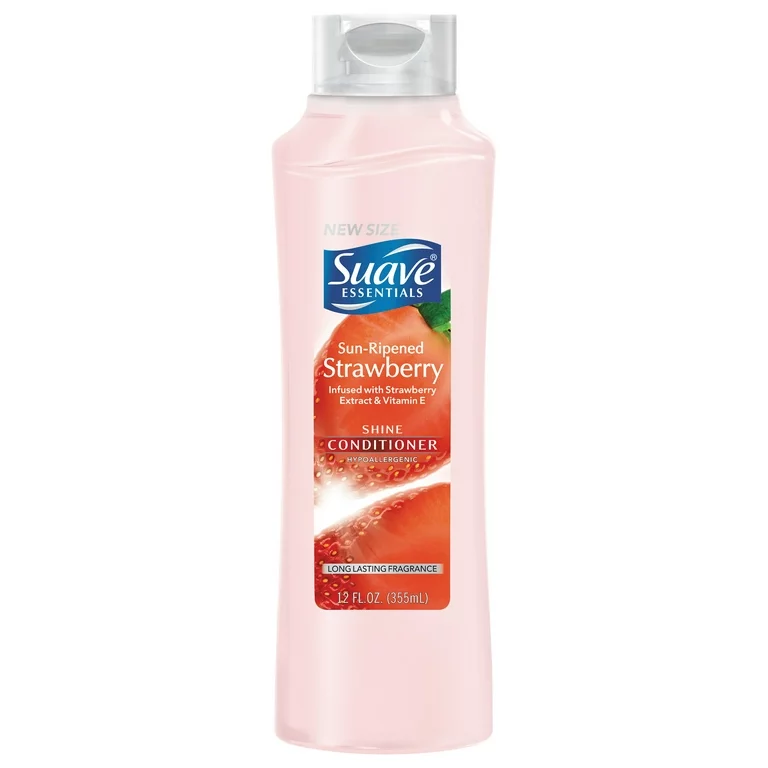 NEW SIZE
Suave®
ESSENTIALS
Sun-Ripened
Strawberry
Infused with Strawberry
Extract & Vitamin E
SHINE
CONDITIONER
HYPOALLERGENIC
LONG LASTING FRAGRANCE
12 FL. OZ. (355mL)